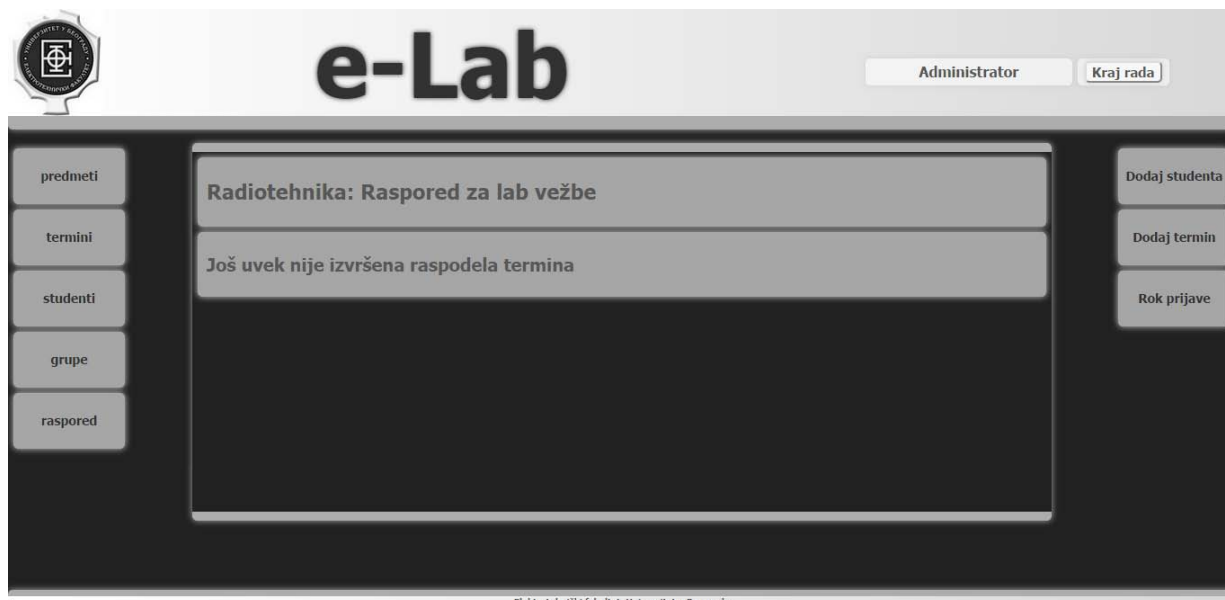 e-Lab
Administrator
Kraj rada
predmeti
termini
studenti
grupe
raspored
Radiotehnika: Raspored za lab vežbe
Još uvek nije izvršena raspodela termina
Dodaj studenta
Dodaj termin
Rok prijave